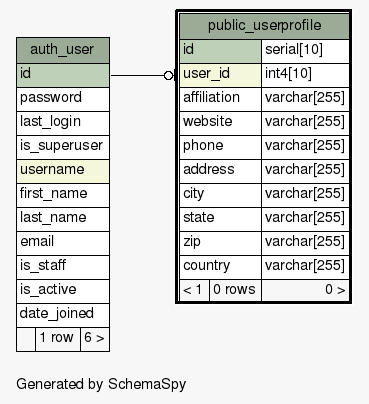 auth_user
id
password
last_login
is_superuser
username
first_name
last_name
email
is_staff
is_active
date_joined
1 row 6 >
public_userprofile
id serial[10]
user_id int4[10]
affiliation varchar[255]
website varchar[255]
phone varchar[255]
address varchar[255]
city varchar[255]
state varchar[255]
zip varchar[255]
country varchar[255]
< 1 0 rows 0 >
Generated by SchemaSpy